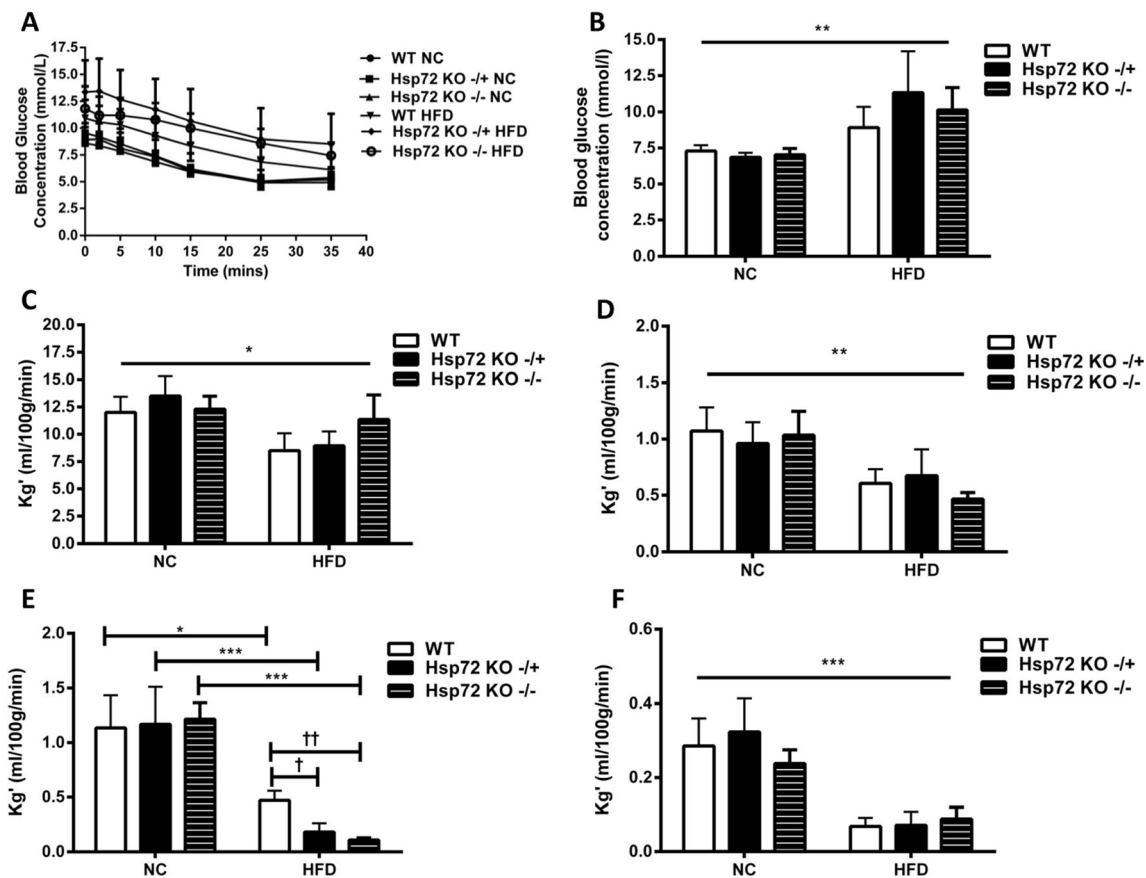 A
17.5
15.0
12.5
10.0
7.5
5.0
2.5
0.0
Blood Glucose
Concentration (mmol/L)
0 5 10 15 20 25 30 35 40
Time (mins)
WT NC
Hsp72 KO -/+ NC
Hsp72 KO -/- NC
WT HFD
Hsp72 KO -/+ HFD
Hsp72 KO -/- HFD
B
15.0
12.5
10.0
7.5
5.0
2.5
0.0
Blood glucose
concentration (mmol/l)
**
NC HFD
WT
Hsp72 KO -/+
Hsp72 KO -/-
C
20.0
17.5
15.0
12.5
10.0
7.5
5.0
2.5
0.0
Kg' (ml/100g/min)
*
NC HFD
WT
Hsp72 KO -/+
Hsp72 KO -/-
D
2.0
1.5
1.0
0.5
0.0
Kg' (ml/100g/min)
**
NC HFD
WT
Hsp72 KO -/+
Hsp72 KO -/-
E
2.0
1.5
1.0
0.5
0.0
Kg' (ml/100g/min)
*
***
***
††
†
NC HFD
WT
Hsp72 KO -/+
Hsp72 KO -/-
F
0.6
0.4
0.2
0.0
Kg' (ml/100g/min)
***
NC HFD
WT
Hsp72 KO -/+
Hsp72 KO -/-